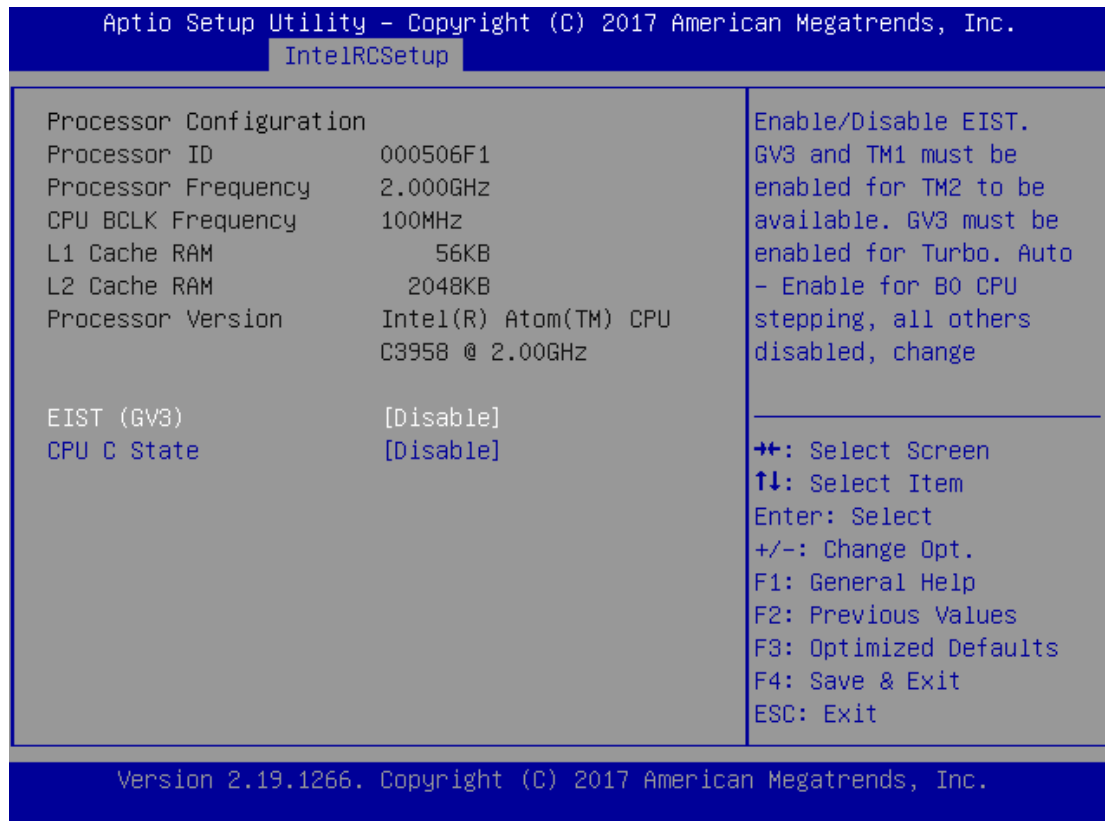 Aptio Setup Utility – Copyright (C) 2017 American Megatrends, Inc.
IntelRCSetup
Processor Configuration
Processor ID 000506F1
Processor Frequency 2.000GHz
CPU BCLK Frequency 100MHz
L1 Cache RAM 56KB
L2 Cache RAM 2048KB
Processor Version Intel(R) Atom(TM) CPU
C3958 @ 2.00GHz
EIST (GV3) [Disable]
CPU C State [Disable]
Enable/Disable EIST.
GV3 and TM1 must be
enabled for TM2 to be
available. GV3 must be
enabled for Turbo. Auto
– Enable for B0 CPU
stepping, all others
disabled, change
→←: Select Screen
↑↓: Select Item
Enter: Select
+/-: Change Opt.
F1: General Help
F2: Previous Values
F3: Optimized Defaults
F4: Save & Exit
ESC: Exit
Version 2.19.1266. Copyright (C) 2017 American Megatrends, Inc.